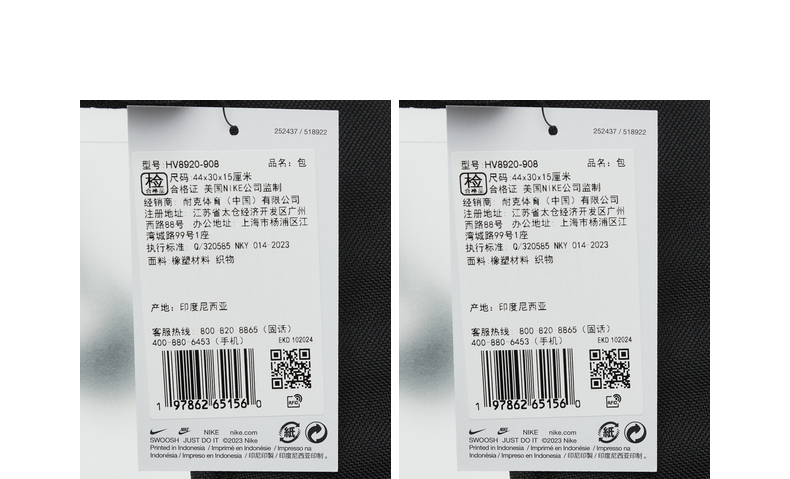 252437 / 518922
型号:HV8920-908 品名: 包
检 合格品 尺码:44x30x15厘米
合格证 美国NIKE公司监制
经销商: 耐克体育 (中国) 有限公司
注册地址: 江苏省太仓经济开发区广州
西路88号 办公地址: 上海市杨浦区江
湾城路99号1座
执行标准: Q/320585 NKY 014-2023
面料:橡塑材料 织物
产地: 印度尼西亚
客服热线: 800-820-8865 (固话)
400-880-6453 (手机) EKD 102024
1 97862 65156 0
RFID
NIKE nike.com
SWOOSH JUST DO IT ©2023 Nike
Printed in Indonesia / Imprimé en Indonésie / Impresso na
Indonésia / Impreso en Indonesia / 印尼印製 / 印度尼西亚印制。
紙
252437 / 518922
型号:HV8920-908 品名: 包
检 合格品 尺码:44x30x15厘米
合格证 美国NIKE公司监制
经销商: 耐克体育 (中国) 有限公司
注册地址: 江苏省太仓经济开发区广州
西路88号 办公地址: 上海市杨浦区江
湾城路99号1座
执行标准: Q/320585 NKY 014-2023
面料:橡塑材料 织物
产地: 印度尼西亚
客服热线: 800-820-8865 (固话)
400-880-6453 (手机) EKD 102024
1 97862 65156 0
RFID
NIKE nike.com
SWOOSH JUST DO IT ©2023 Nike
Printed in Indonesia / Imprimé en Indonésie / Impresso na
Indonésia / Impreso en Indonesia / 印尼印製 / 印度尼西亚印制。
紙